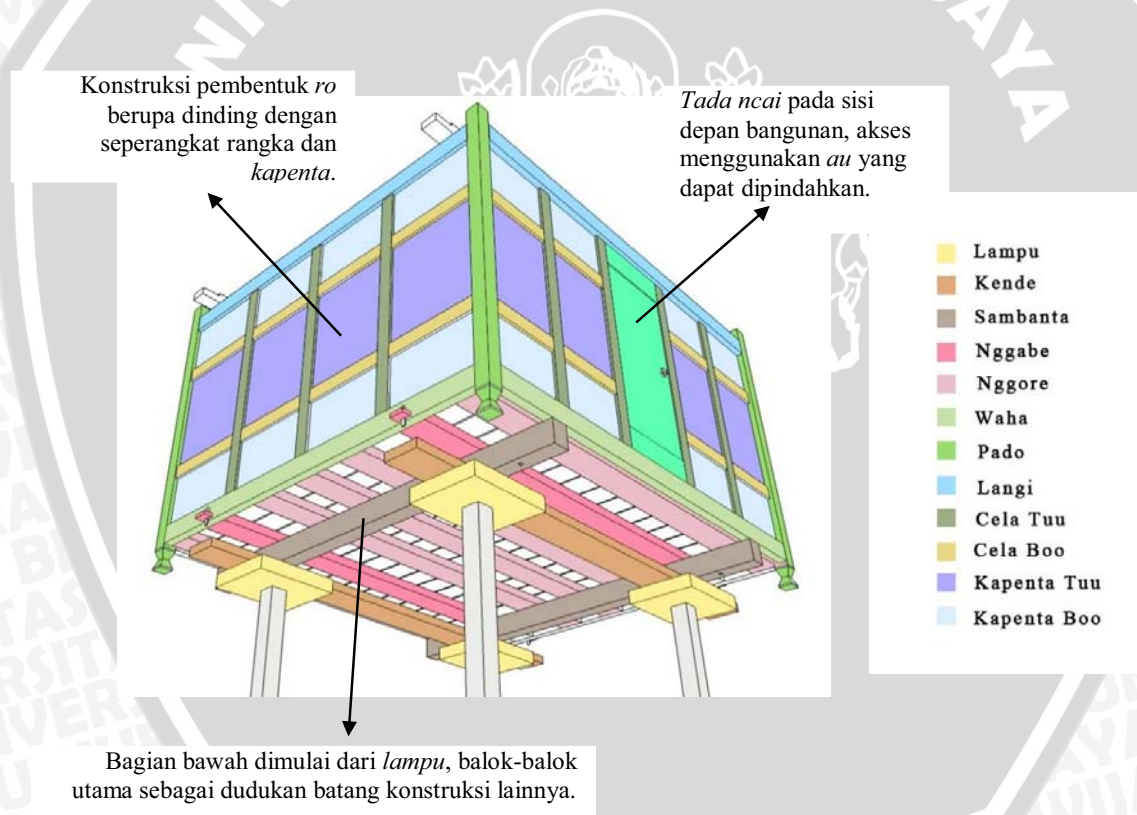 Konstruksi pembentuk ro
berupa dinding dengan
seperangkat rangka dan
kapenta.
Tada ncai pada sisi
depan bangunan, akses
menggunakan au yang
dapat dipindahkan.
Lampu
Kende
Sambanta
Nggabe
Nggore
Waha
Pado
Langi
Cela Tuu
Cela Boo
Kapenta Tuu
Kapenta Boo
Bagian bawah dimulai dari lampu, balok-balok
utama sebagai dudukan batang konstruksi lainnya.